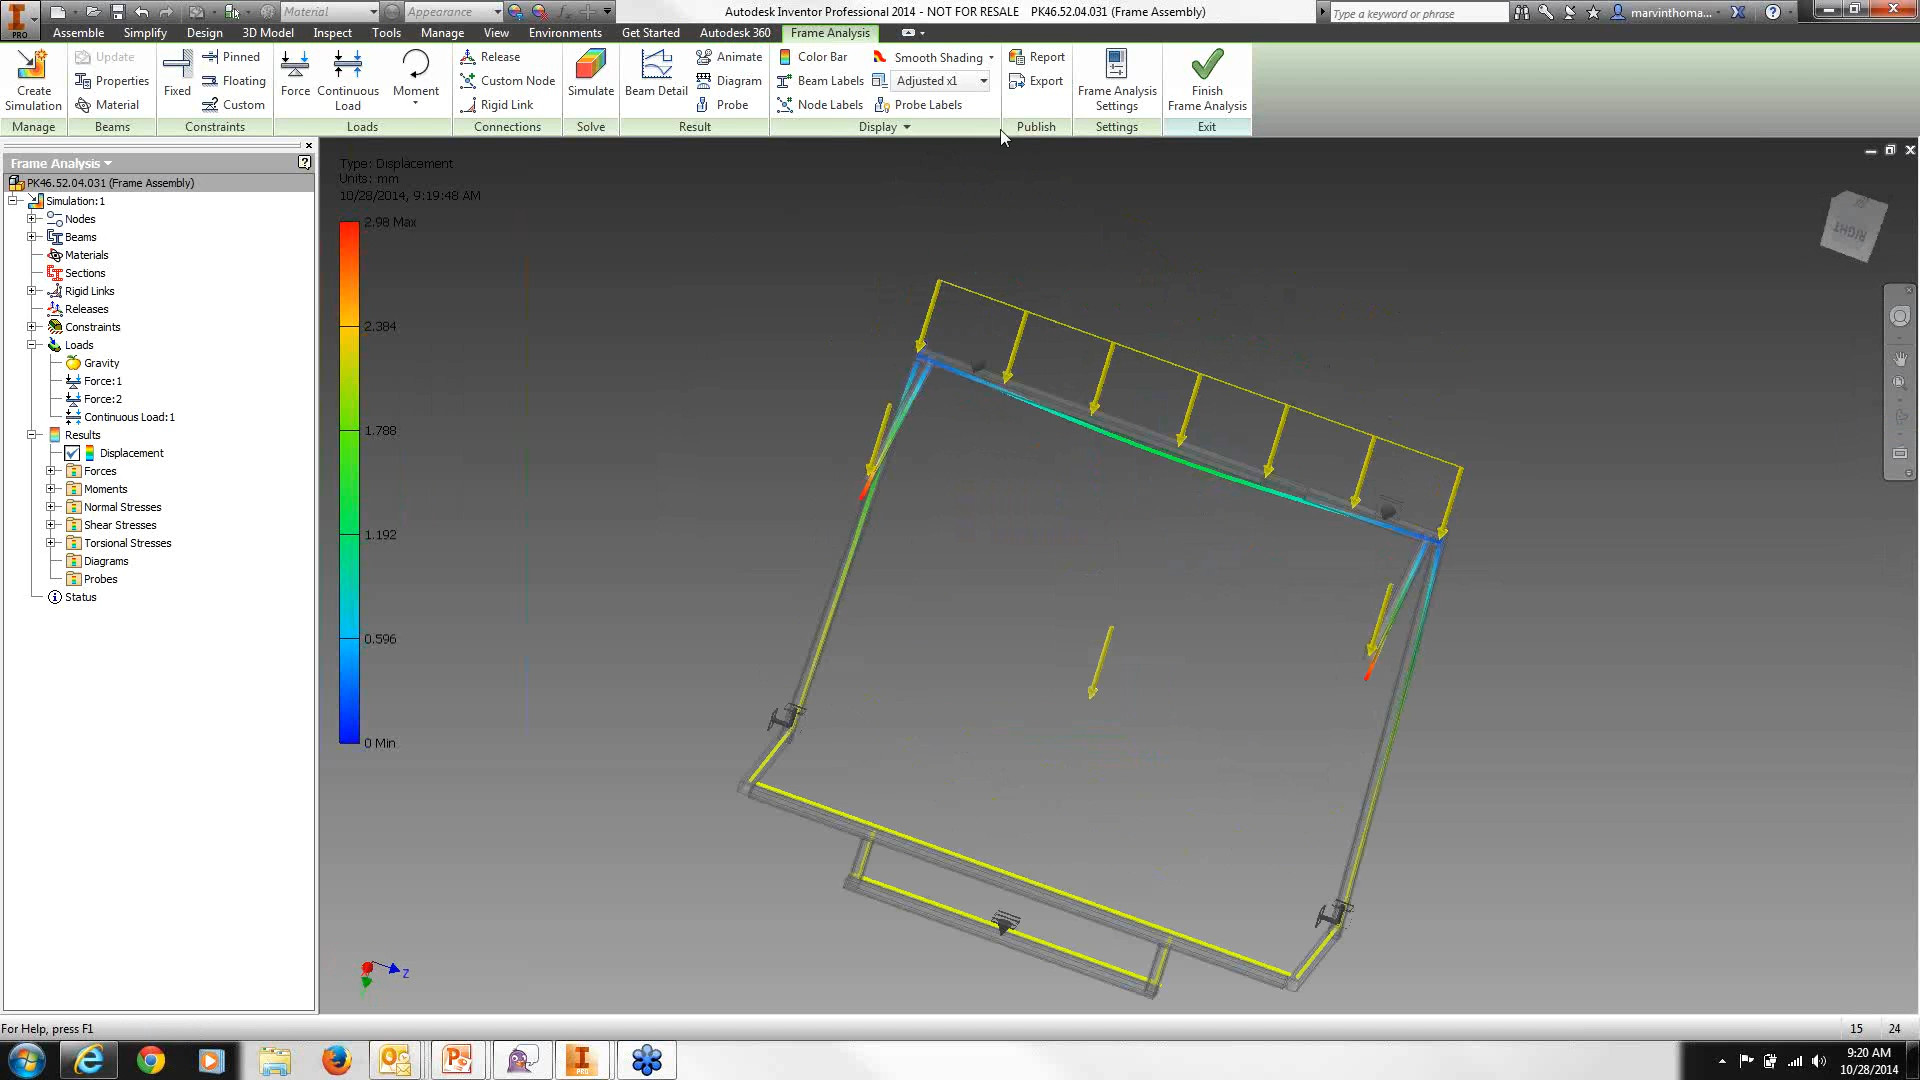 Material
Appearance
Autodesk Inventor Professional 2014 - NOT FOR RESALE PK46.52.04.031 (Frame Assembly)
Type a keyword or phrase
marvinthoma...
PRO
Assemble Simplify Design 3D Model Inspect Tools Manage View Environments Get Started Autodesk 360 Frame Analysis
Create Simulation
Manage
Update
Properties
Material
Beams
Fixed
Pinned
Floating
Custom
Constraints
Force
Continuous Load
Moment
Loads
Release
Custom Node
Rigid Link
Connections
Simulate
Solve
Beam Detail
Animate
Diagram
Probe
Result
Color Bar
Beam Labels
Node Labels
Smooth Shading
Adjusted x1
Probe Labels
Display
Report
Export
Publish
Frame Analysis Settings
Settings
Finish Frame Analysis
Exit
Frame Analysis
PK46.52.04.031 (Frame Assembly)
Simulation:1
Nodes
Beams
Materials
Sections
Rigid Links
Releases
Constraints
Loads
Gravity
Force:1
Force:2
Continuous Load:1
Results
Displacement
Forces
Moments
Normal Stresses
Shear Stresses
Torsional Stresses
Diagrams
Probes
Status
Type: Displacement
Units: mm
10/28/2014, 9:19:48 AM
2.98 Max
2.384
1.788
1.192
0.596
0 Min
RIGHT
Z
For Help, press F1
15 24
PRO
9:20 AM
10/28/2014